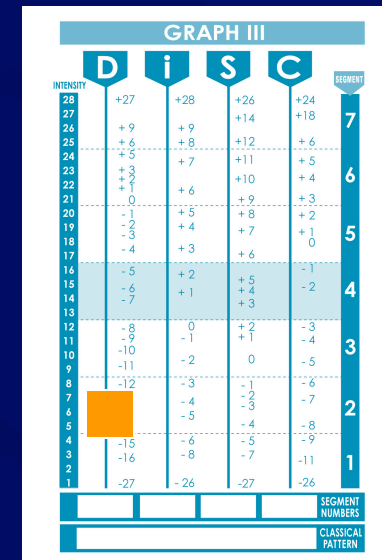 GRAPH III
D i S C
SEGMENT
INTENSITY
28 +27 +28 +26 +24
27 +14 +18 7
26 + 9 + 9
25 + 6 + 8 +12 + 6
24 + 5 + 7 +11 + 5
23 + 3
+ 2 +10 + 4 6
22 + 1 + 6
21 0 + 9 + 3
20 - 1 + 5 + 8 + 2
19 - 2 + 4 + 7 + 1
- 3 5
18 - 4 + 3 0
17 + 6
16 - 5 + 2 - 1
15 - 6 + 5 - 2
+ 1 + 4 4
14 - 7 + 3
13
12 - 8 0 + 2 - 3
11 - 9 - 1 + 1 - 4
10 -10 - 2 0 - 5 3
9 -11
8 -12 - 3 - 1 - 6
7 - 4 - 2 - 7
6 - 5 - 3 2
5 - 4 - 8
4 -15 - 6 - 5 - 9
3 -16 - 8 - 7 -11 1
2
1 -27 - 26 -27 -26
SEGMENT
NUMBERS
CLASSICAL
PATTERN